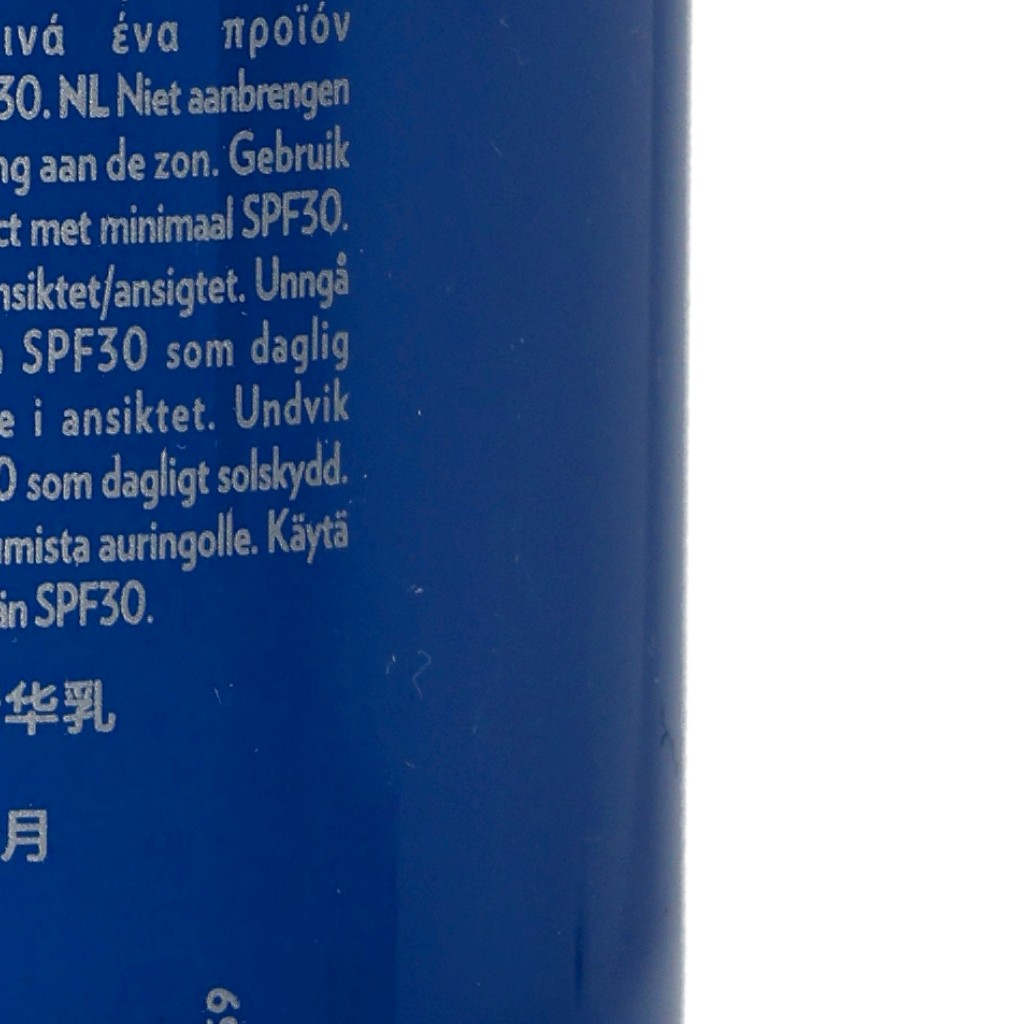 ινά ένα προϊόν
30. NL Niet aanbrengen
ng aan de zon. Gebruik
ct met minimaal SPF30.
nsiktet/ansigtet. Unngå
SPF30 som daglig
e i ansiktet. Undvik
0 som dagligt solskydd.
mista auringolle. Käytä
än SPF30.
华乳
月